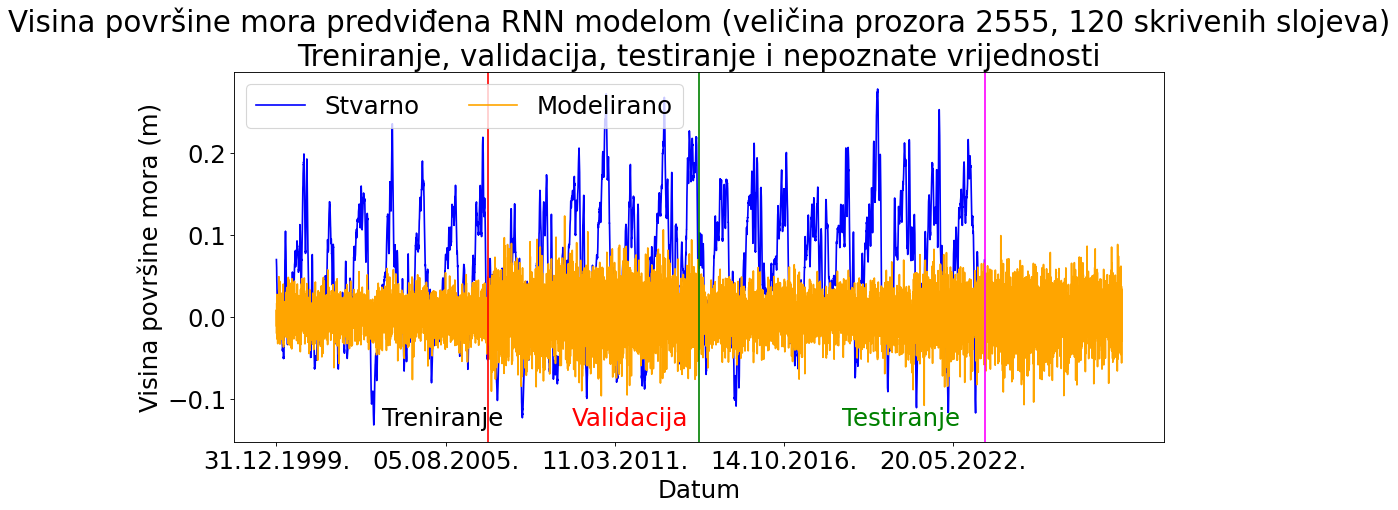 Visina površine mora predviđena RNN modelom (veličina prozora 2555, 120 skrivenih slojeva)
Treniranje, validacija, testiranje i nepoznate vrijednosti
Stvarno
Modelirano
Visina površine mora (m)
0.2
0.1
0.0
−0.1
Treniranje
Validacija
Testiranje
31.12.1999.
05.08.2005.
11.03.2011.
14.10.2016.
20.05.2022.
Datum